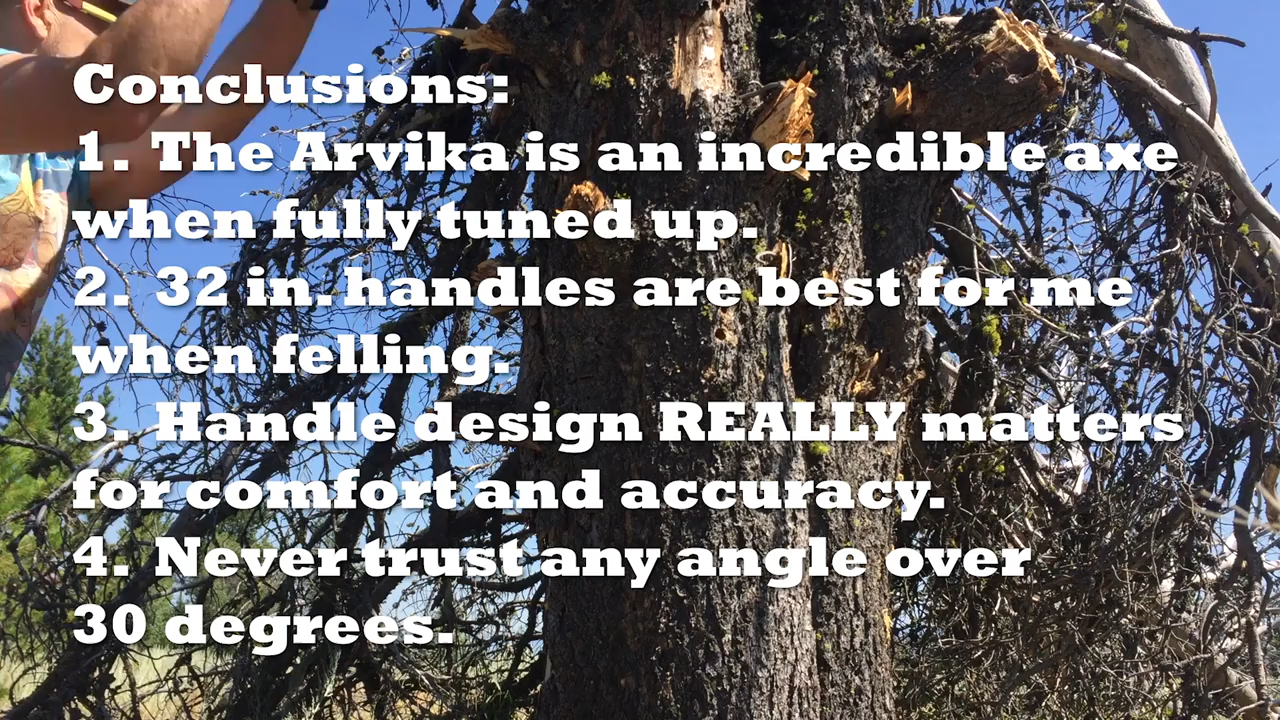 Conclusions:
1. The Arvika is an incredible axe
when fully tuned up.
2. 32 in. handles are best for me
when felling.
3. Handle design REALLY matters
for comfort and accuracy.
4. Never trust any angle over
30 degrees.